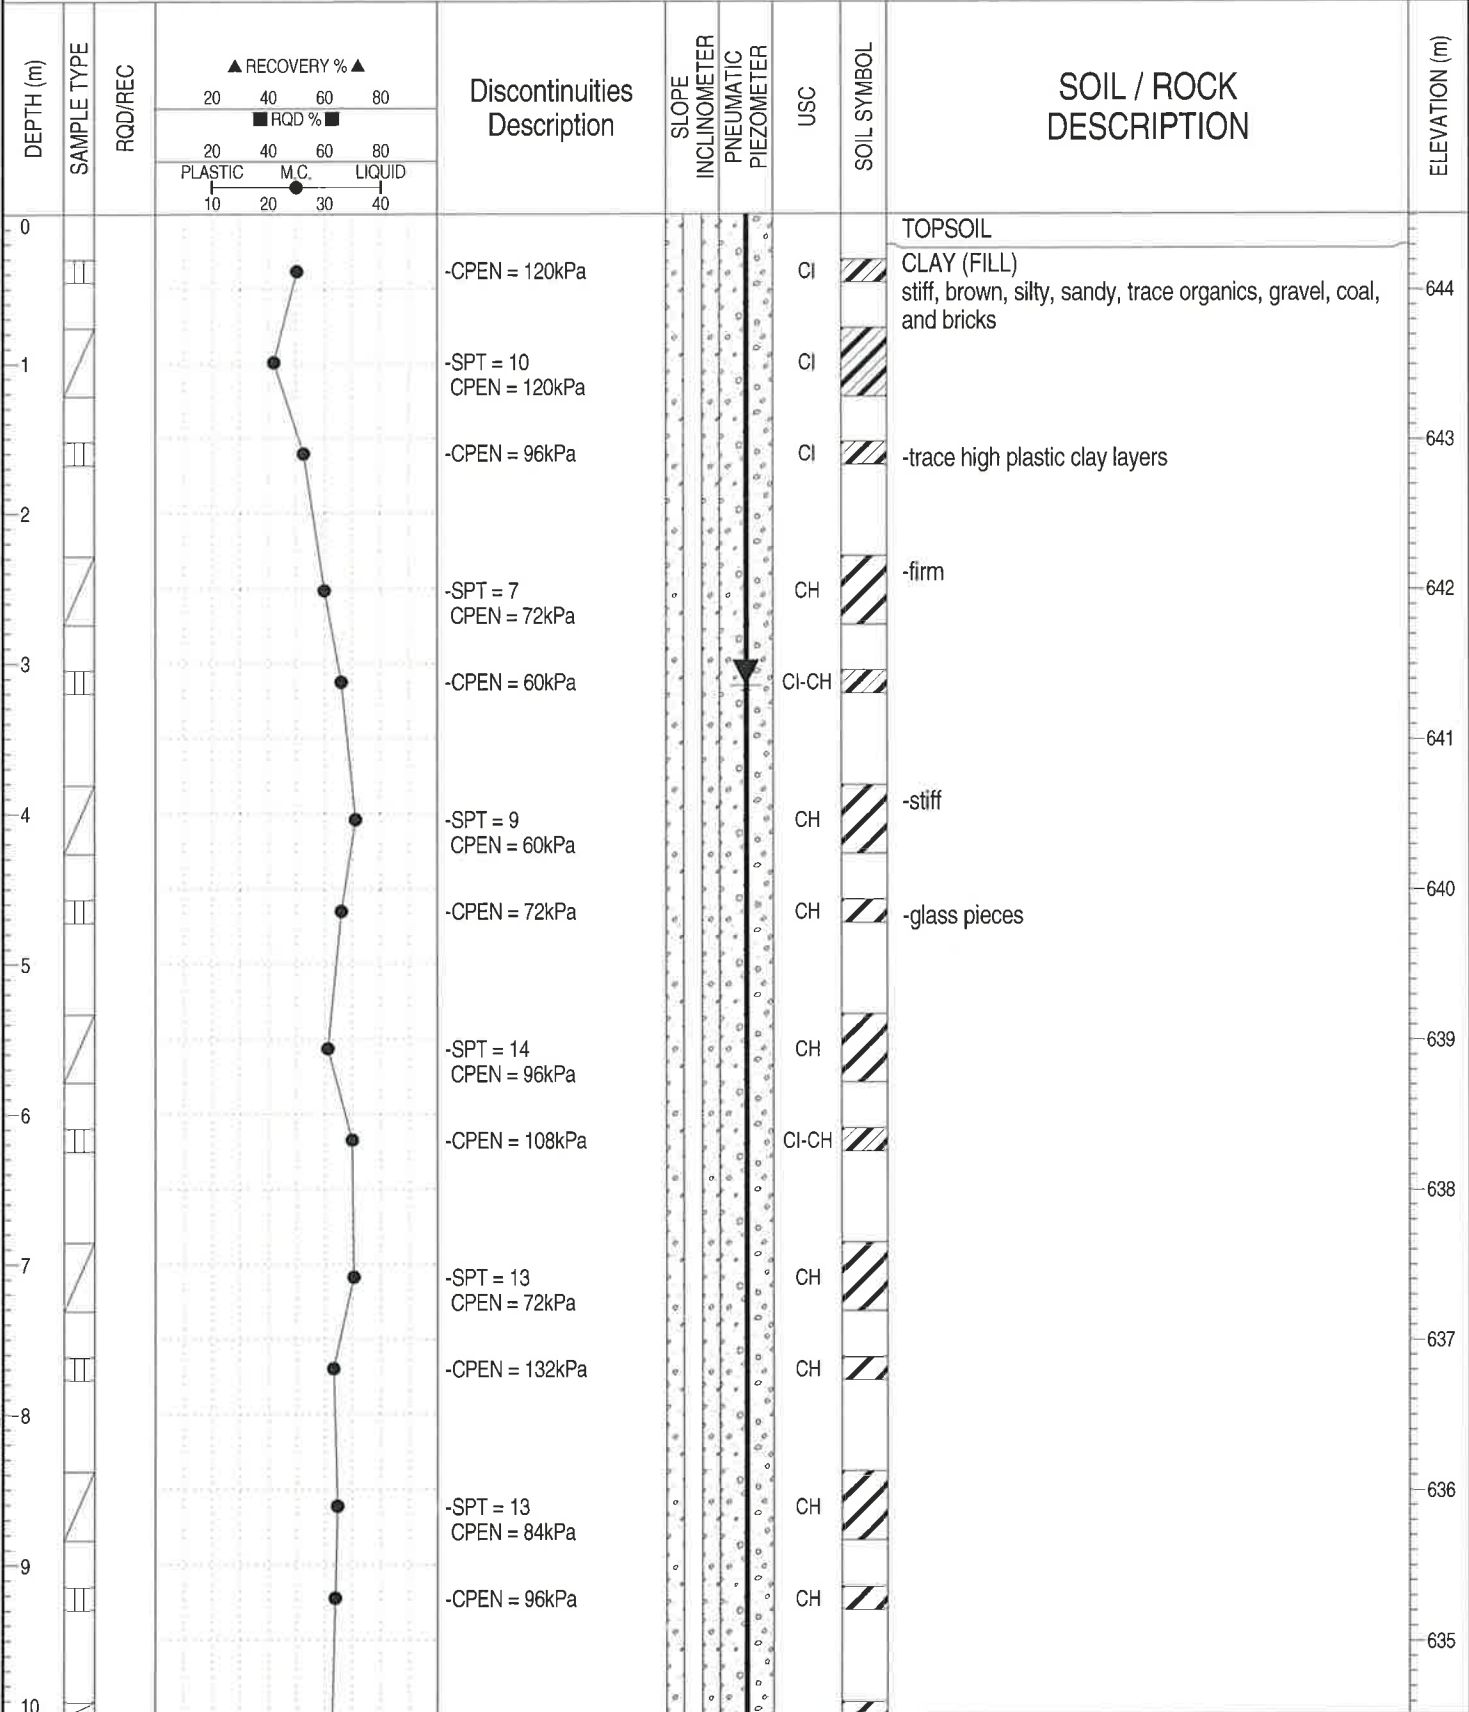 DEPTH (m)
SAMPLE TYPE
RQD/REC
▲ RECOVERY % ▲
20 40 60 80
■ RQD % ■
20 40 60 80
PLASTIC M.C. LIQUID
10 20 30 40
Discontinuities
Description
SLOPE
INCLINOMETER
PNEUMATIC
PIEZOMETER
USC
SOIL SYMBOL
SOIL / ROCK
DESCRIPTION
ELEVATION (m)
0
TOPSOIL
-CPEN = 120kPa
CI
CLAY (FILL)
stiff, brown, silty, sandy, trace organics, gravel, coal,
and bricks
644
1
-SPT = 10
CPEN = 120kPa
CI
643
-CPEN = 96kPa
CI
-trace high plastic clay layers
2
-SPT = 7
CPEN = 72kPa
CH
-firm
642
3
-CPEN = 60kPa
CI-CH
641
4
-SPT = 9
CPEN = 60kPa
CH
-stiff
640
-CPEN = 72kPa
CH
-glass pieces
5
-SPT = 14
CPEN = 96kPa
CH
639
6
-CPEN = 108kPa
CI-CH
638
7
-SPT = 13
CPEN = 72kPa
CH
637
-CPEN = 132kPa
CH
8
-SPT = 13
CPEN = 84kPa
CH
636
9
-CPEN = 96kPa
CH
635
10